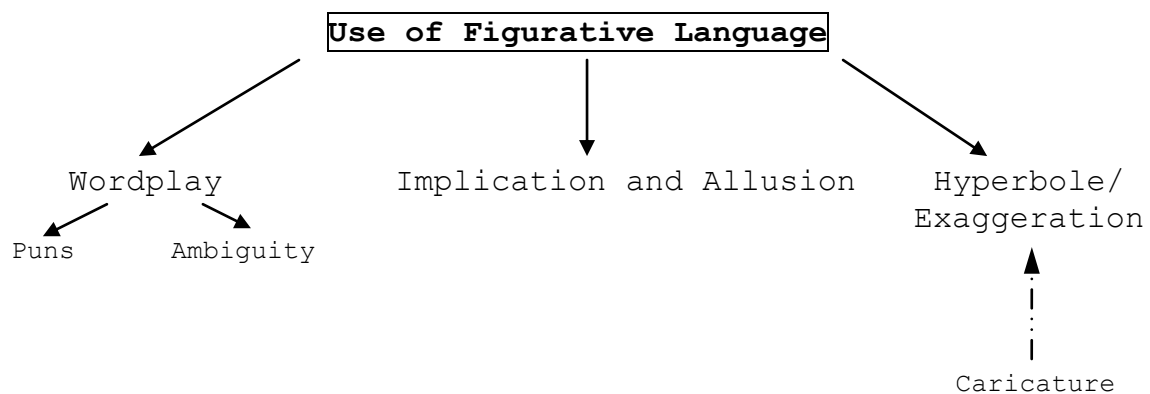 Use of Figurative Language
Wordplay
Implication and Allusion
Hyperbole/
Exaggeration
Puns
Ambiguity
Caricature